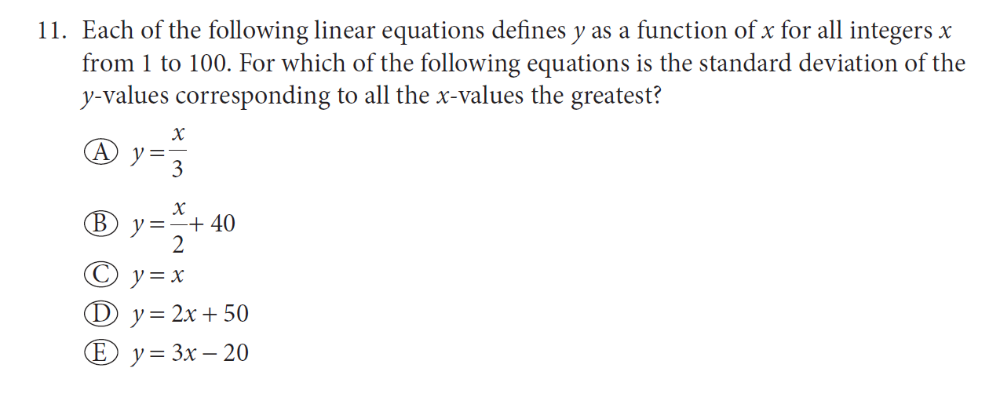 11. Each of the following linear equations defines y as a function of x for all integers x
from 1 to 100. For which of the following equations is the standard deviation of the
y-values corresponding to all the x-values the greatest?
A y = x/3
B y = x/2 + 40
C y = x
D y = 2x + 50
E y = 3x – 20